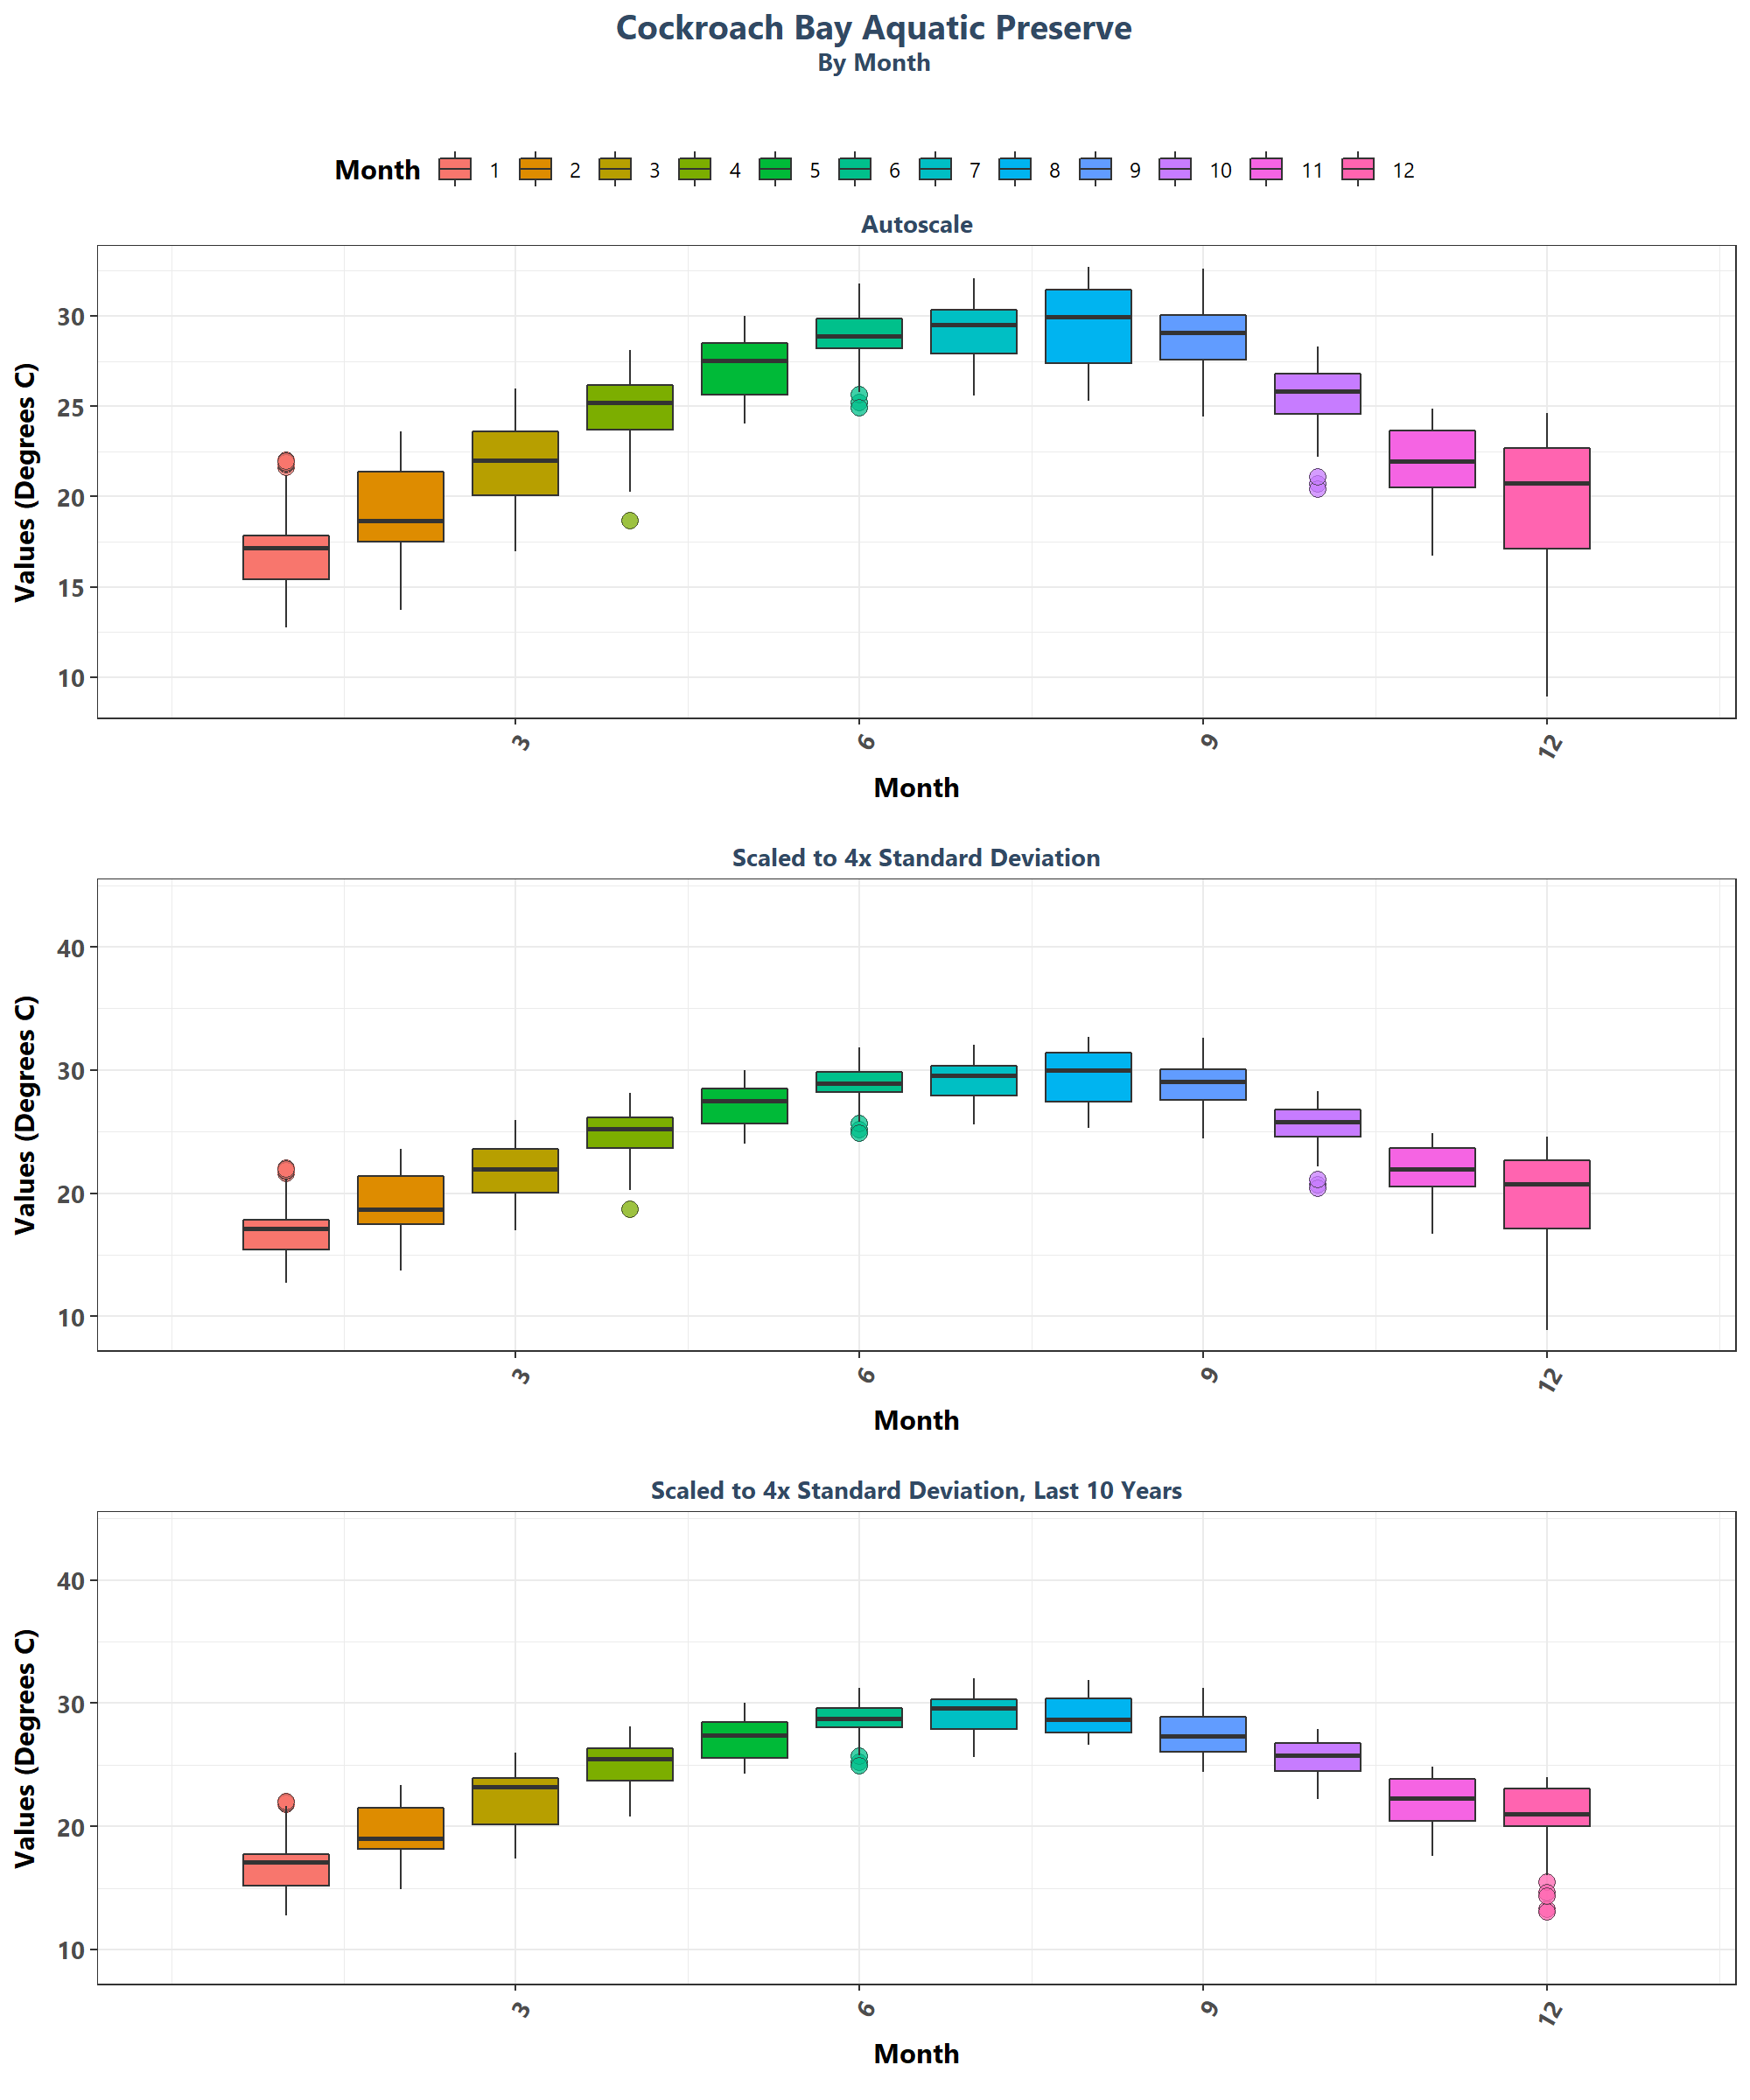 Cockroach Bay Aquatic Preserve
By Month
Month 1 2 3 4 5 6 7 8 9 10 11 12
Autoscale
Values (Degrees C)
30
25
20
15
10
3 6 9 12
Month
Scaled to 4x Standard Deviation
Values (Degrees C)
40
30
20
10
3 6 9 12
Month
Scaled to 4x Standard Deviation, Last 10 Years
Values (Degrees C)
40
30
20
10
3 6 9 12
Month